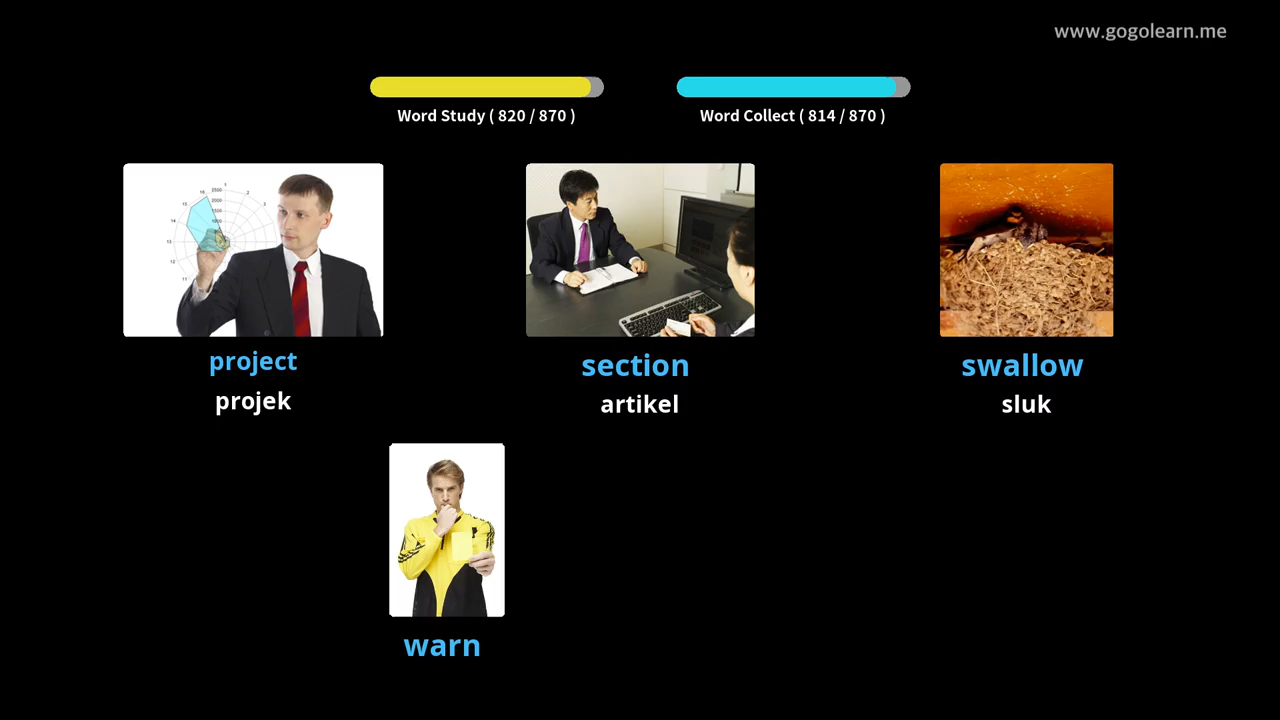 www.gogolearn.me
Word Study ( 820 / 870 )
Word Collect ( 814 / 870 )
project
projek
section
artikel
swallow
sluk
warn